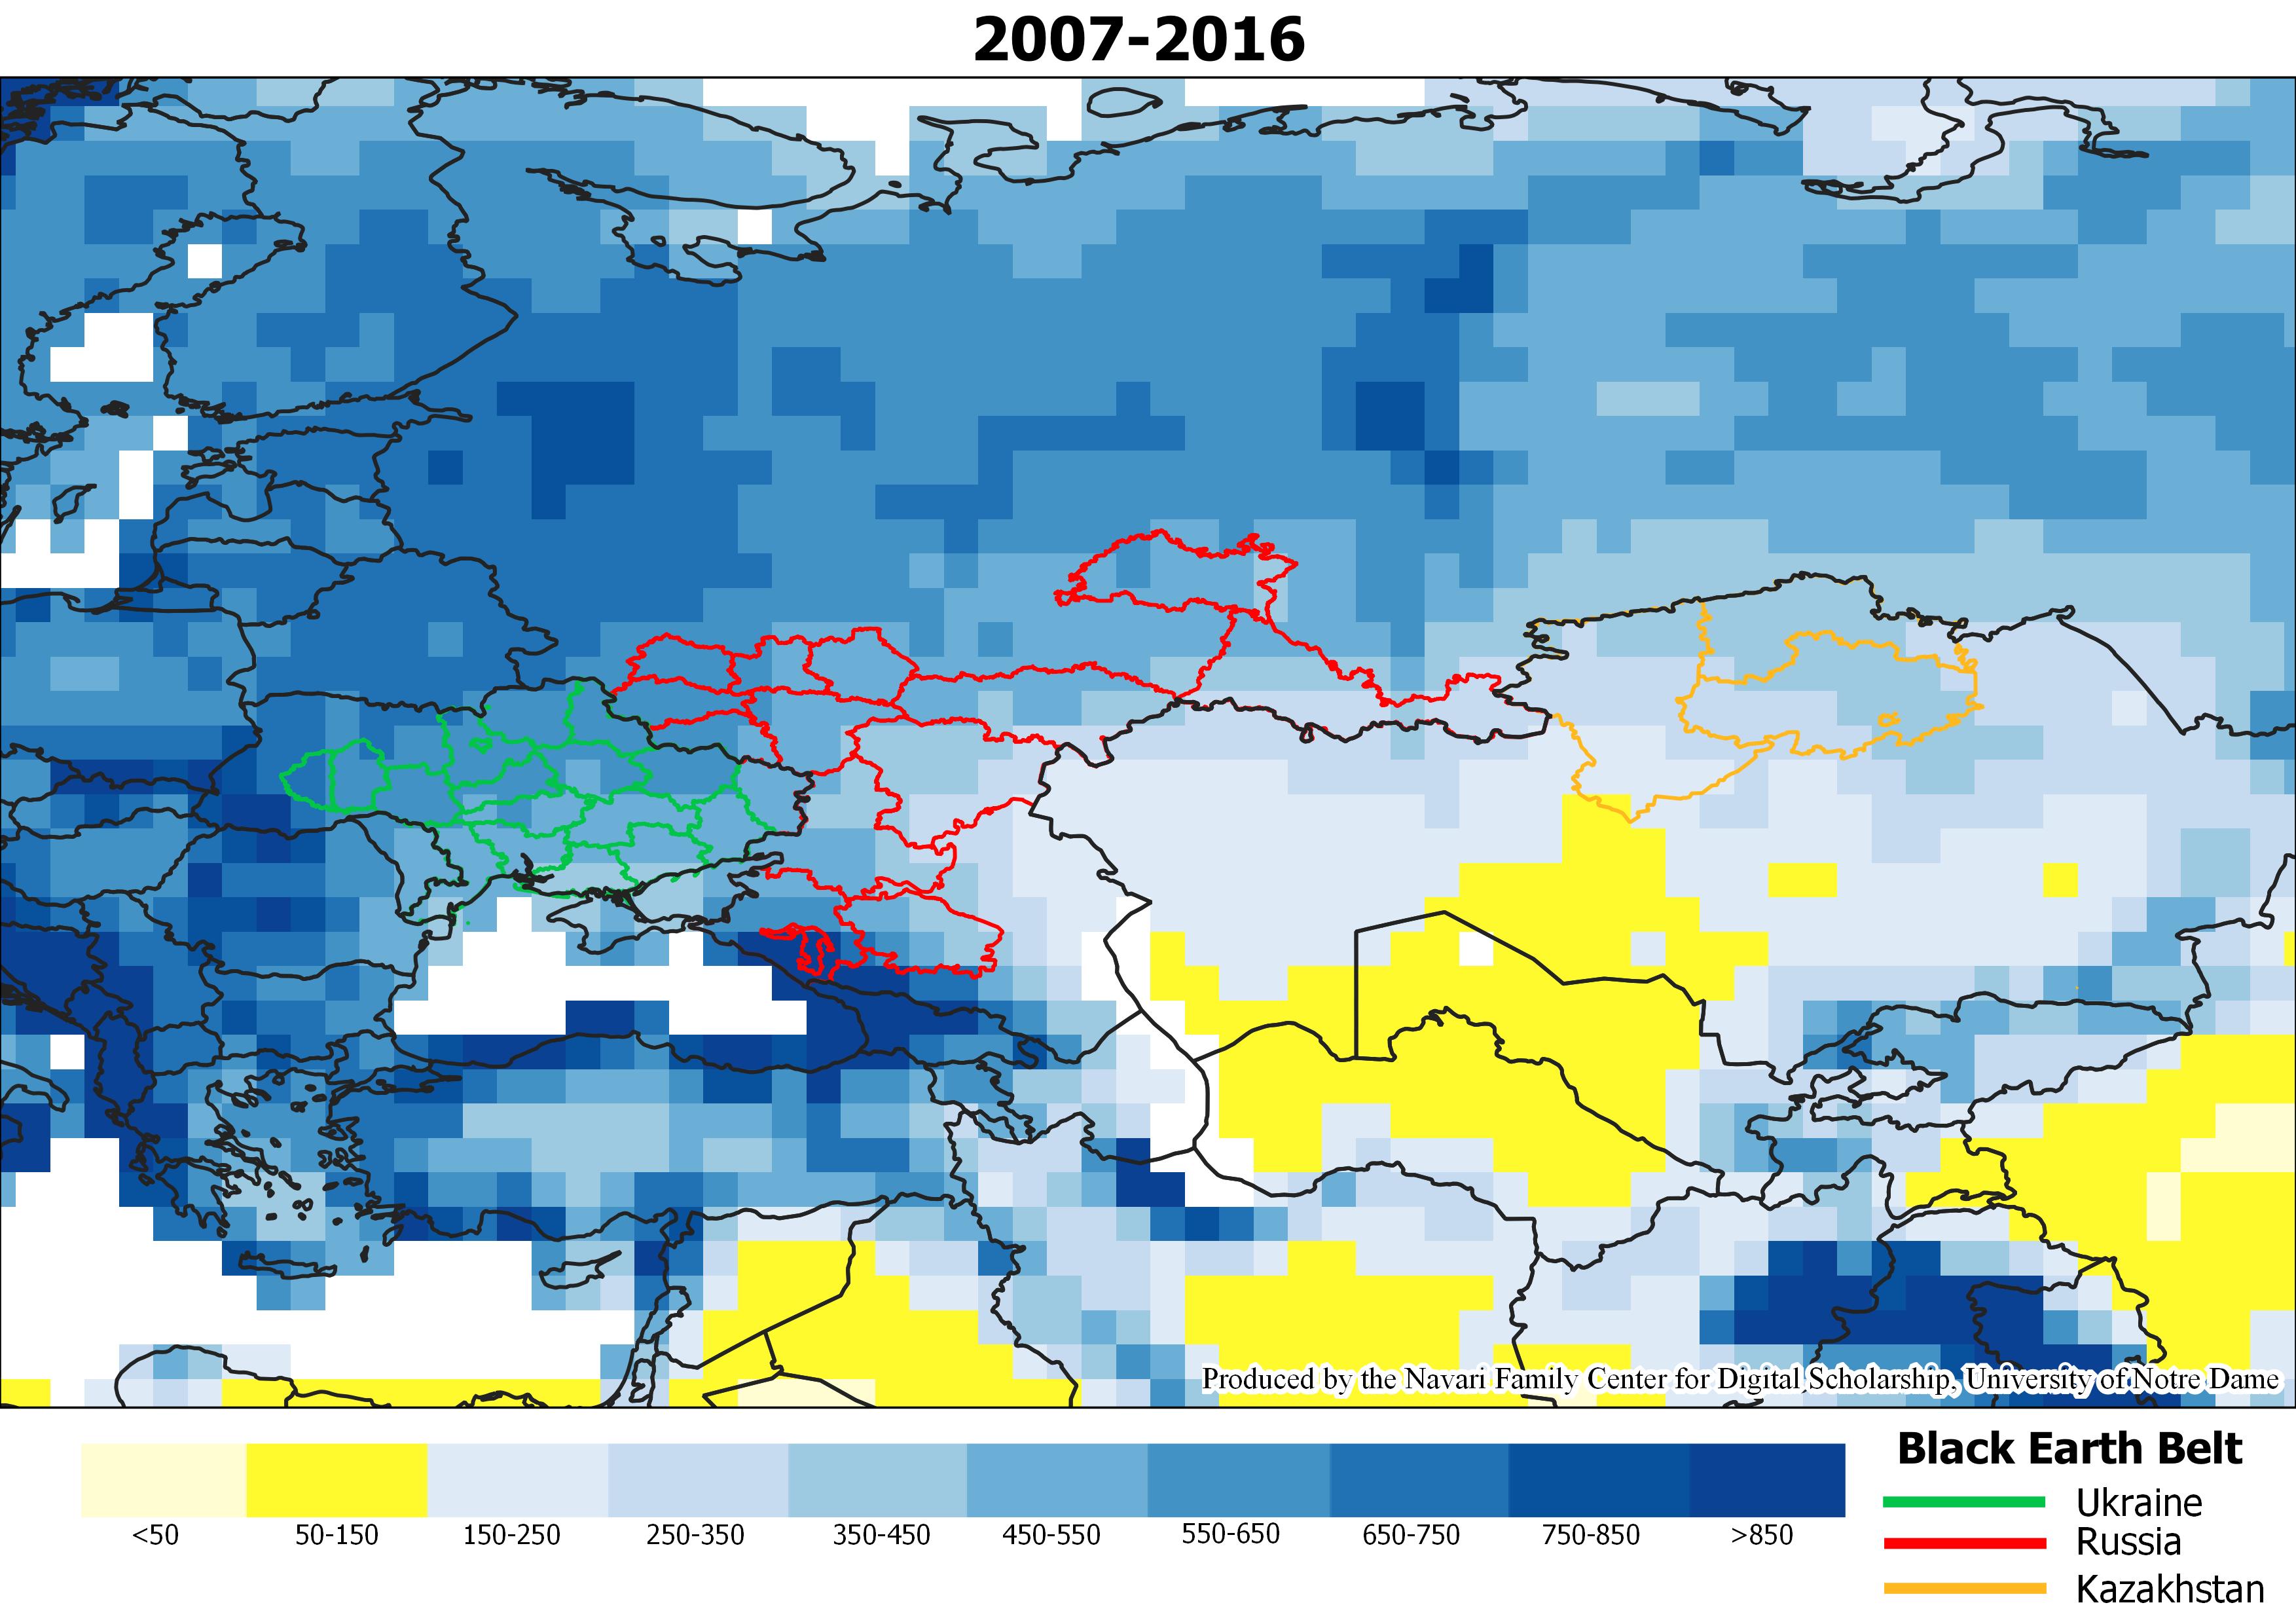 2007-2016
Produced by the Navari Family Center for Digital Scholarship, University of Notre Dame
<50 50-150 150-250 250-350 350-450 450-550 550-650 650-750 750-850 >850
Black Earth Belt
Ukraine
Russia
Kazakhstan